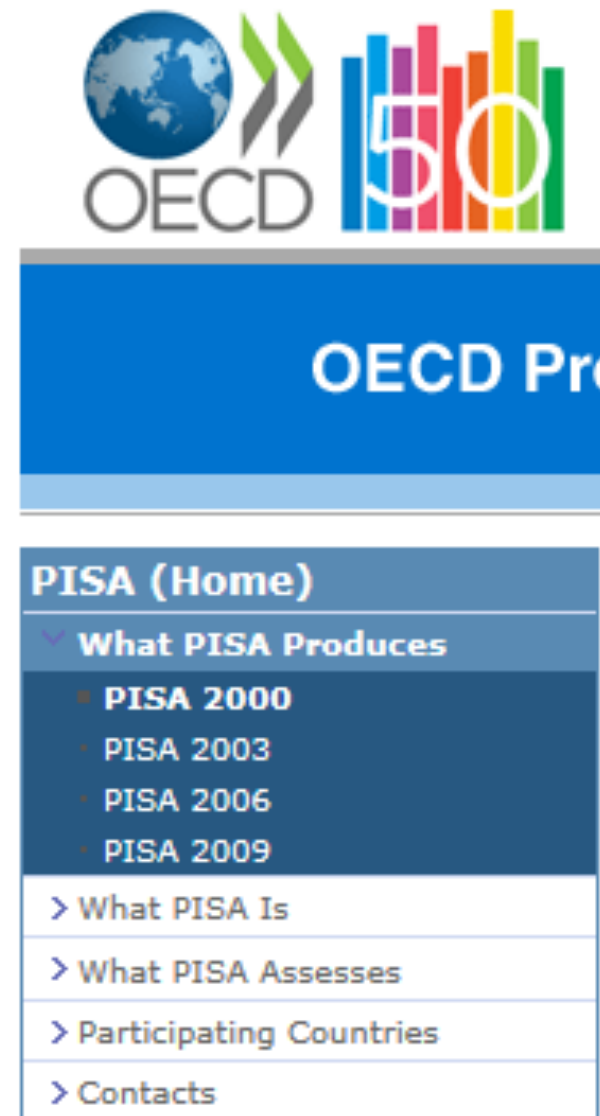 OECD 50
OECD Pr
PISA (Home)
What PISA Produces
PISA 2000
PISA 2003
PISA 2006
PISA 2009
What PISA Is
What PISA Assesses
Participating Countries
Contacts